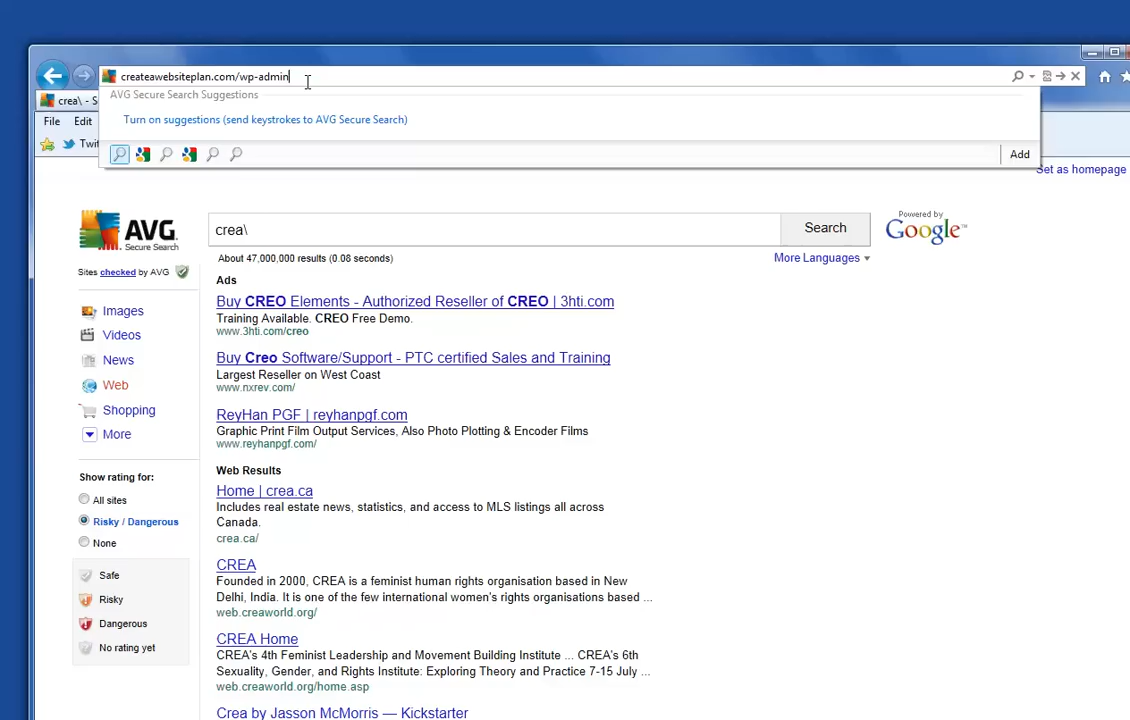 createawebsiteplan.com/wp-admin
crea\ - S
AVG Secure Search Suggestions
Turn on suggestions (send keystrokes to AVG Secure Search)
File Edit
Twit
Add
Set as homepage
AVG.
Secure Search
crea\
Search
Powered by
Google
About 47,000,000 results (0.08 seconds)
More Languages
Sites checked by AVG
Images
Videos
News
Web
Shopping
More
Show rating for:
All sites
Risky / Dangerous
None
Safe
Risky
Dangerous
No rating yet
Ads
Buy CREO Elements - Authorized Reseller of CREO | 3hti.com
Training Available. CREO Free Demo.
www.3hti.com/creo
Buy Creo Software/Support - PTC certified Sales and Training
Largest Reseller on West Coast
www.nxrev.com/
ReyHan PGF | reyhanpgf.com
Graphic Print Film Output Services, Also Photo Plotting & Encoder Films
www.reyhanpgf.com/
Web Results
Home | crea.ca
Includes real estate news, statistics, and access to MLS listings all across
Canada.
crea.ca/
CREA
Founded in 2000, CREA is a feminist human rights organisation based in New
Delhi, India. It is one of the few international women's rights organisations based ...
web.creaworld.org/
CREA Home
CREA's 4th Feminist Leadership and Movement Building Institute ... CREA's 6th
Sexuality, Gender, and Rights Institute: Exploring Theory and Practice 7-15 July ...
web.creaworld.org/home.asp
Crea by Jasson McMorris — Kickstarter